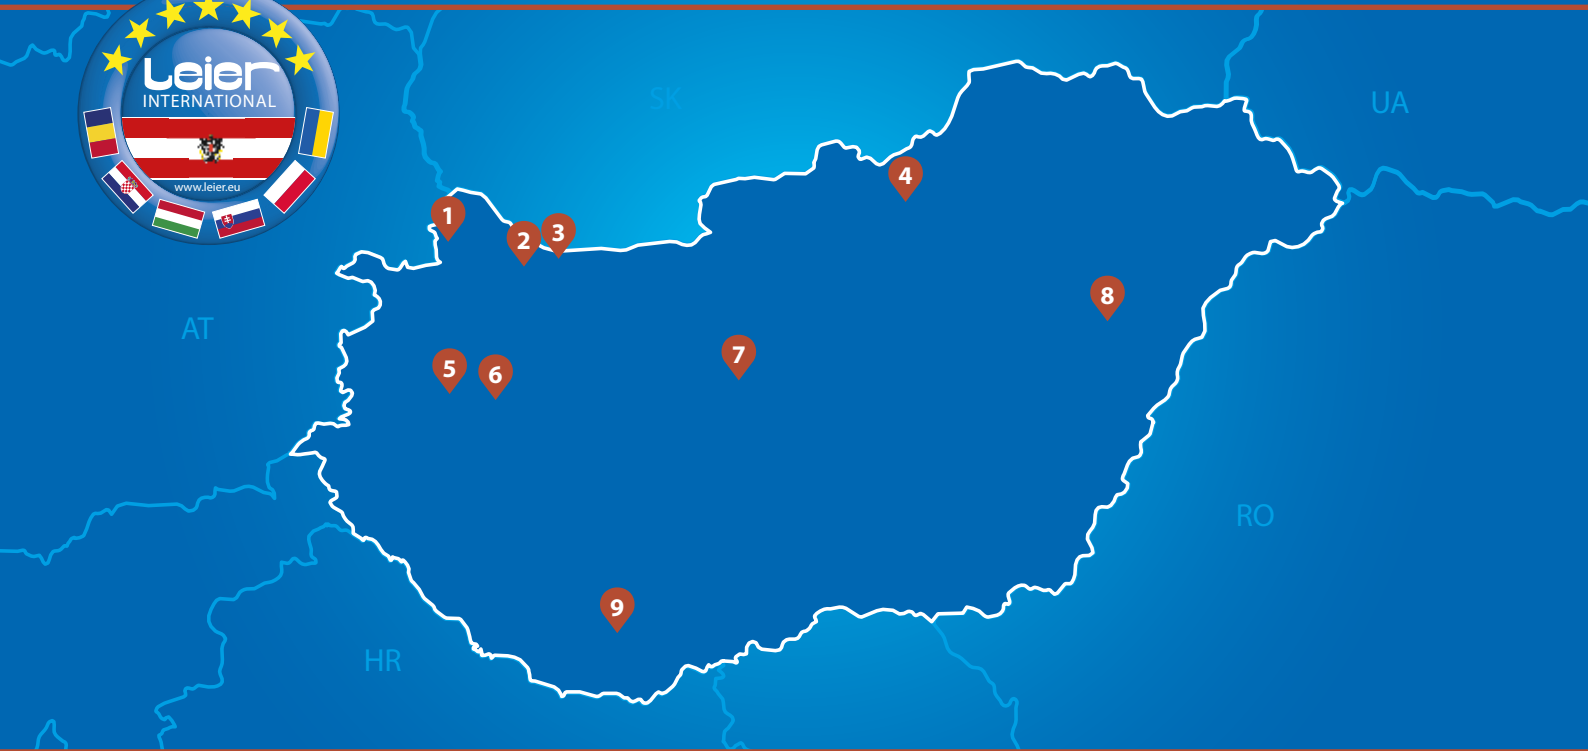 Leier
INTERNATIONAL
www.leier.eu
SK
UA
AT
RO
HR
1
2
3
4
5
6
7
8
9